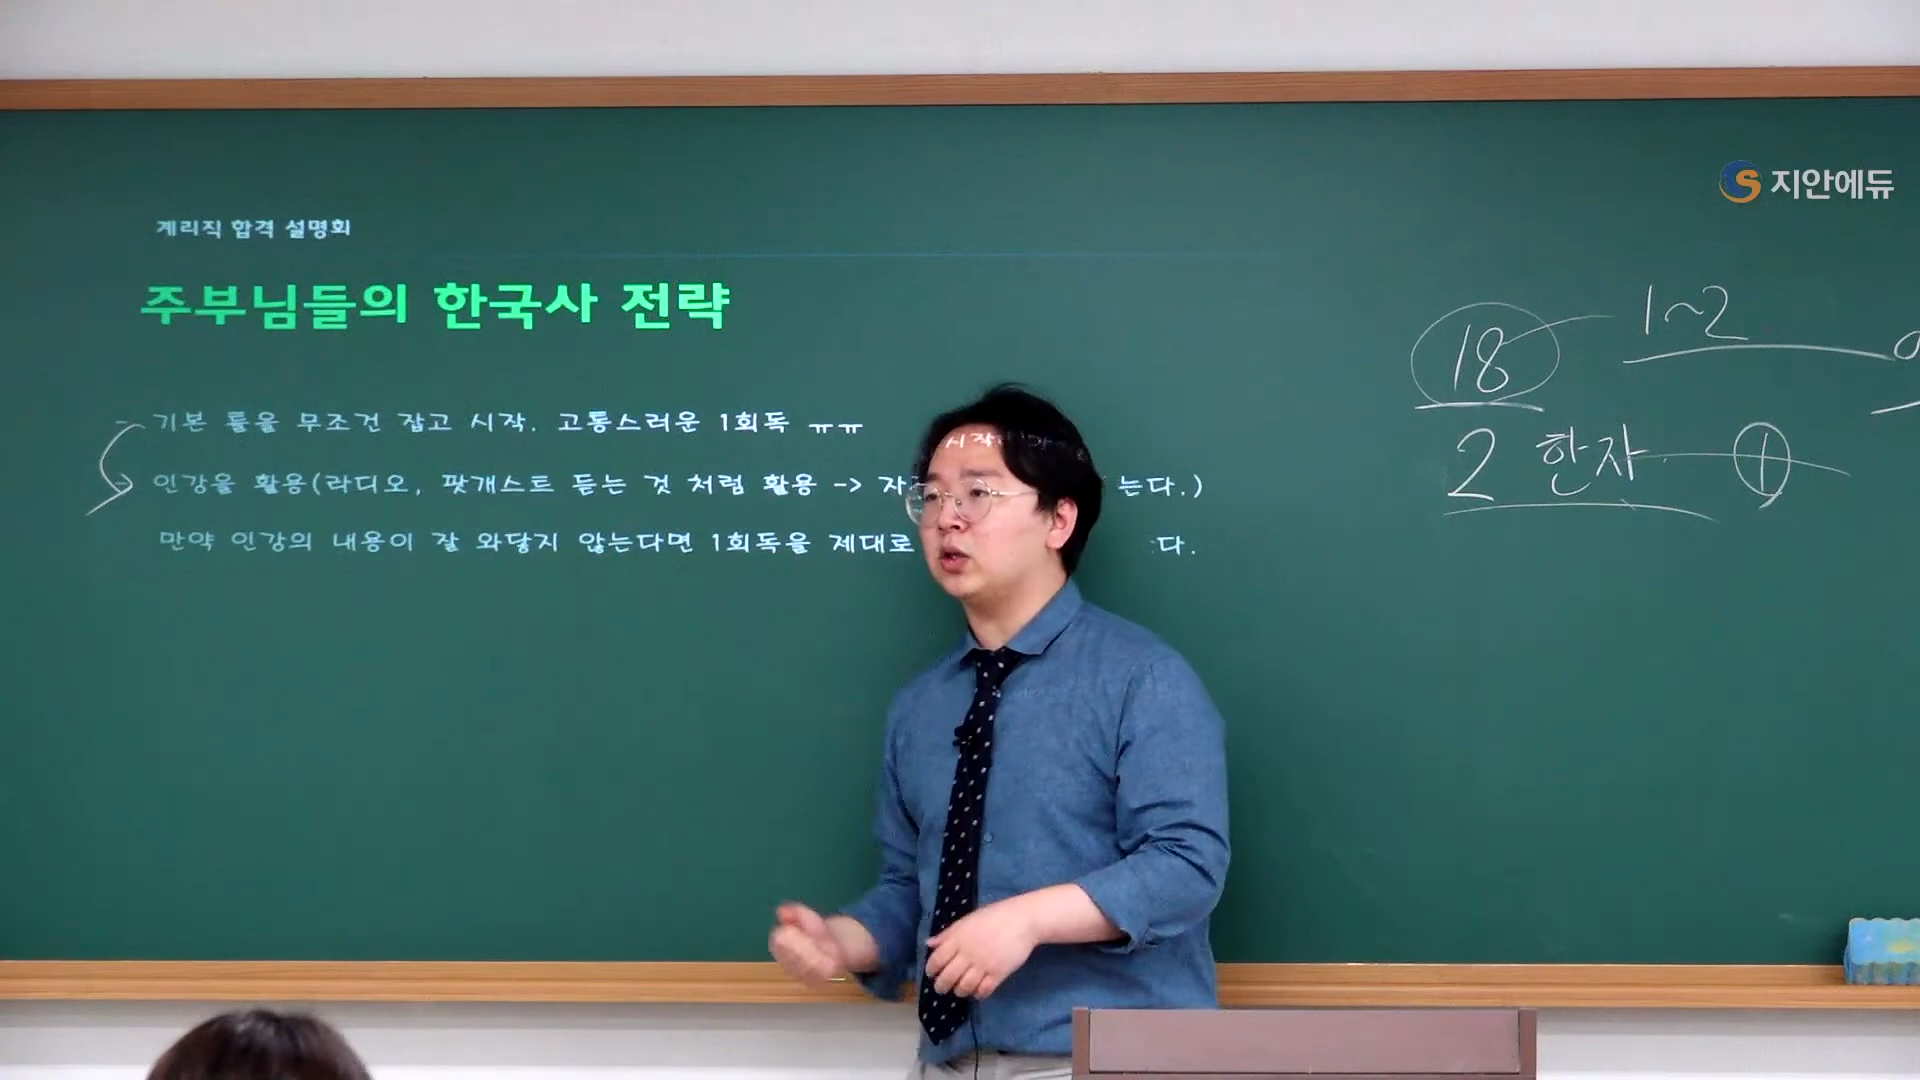 지안에듀
계리직 합격 설명회
주부님들의 한국사 전략
- 기본 틀을 무조건 잡고 시작. 고통스러운 1회독 ㅠㅠ
- 인강을 활용(라디오, 팟캐스트 듣는 것 처럼 활용 -> 는다.)
만약 인강의 내용이 잘 와닿지 않는다면 1회독을 제대로 다.
18 1~2
2 한자 1